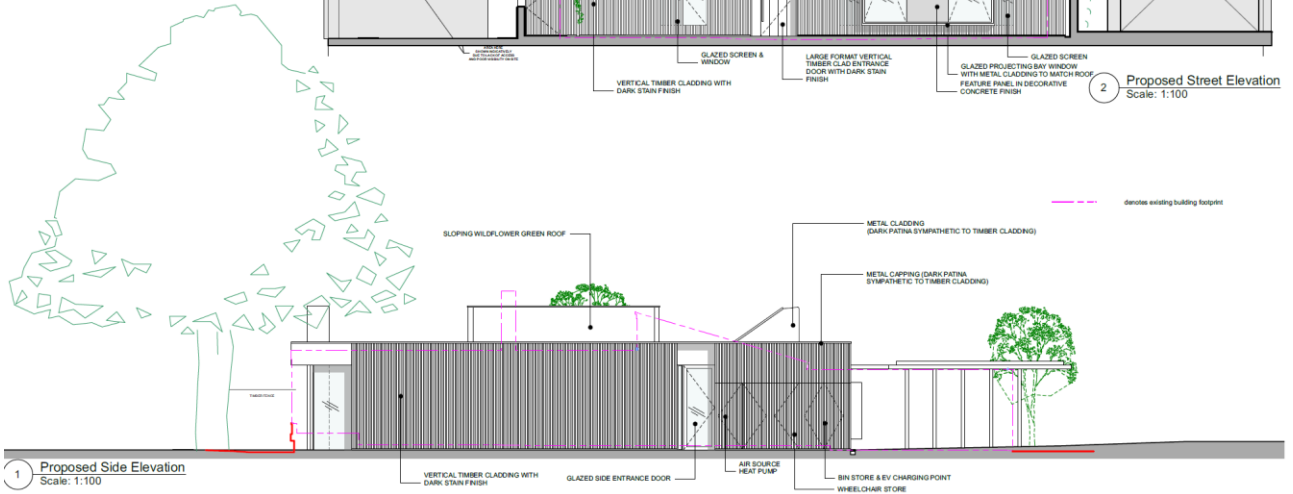 GLAZED SCREEN &
WINDOW
VERTICAL TIMBER CLADDING WITH
DARK STAIN FINISH
LARGE FORMAT VERTICAL
TIMBER CLAD ENTRANCE
DOOR WITH DARK STAIN
FINISH
GLAZED SCREEN
GLAZED PROJECTING BAY WINDOW
WITH METAL CLADDING TO MATCH ROOF
FEATURE PANEL IN DECORATIVE
CONCRETE FINISH
2 Proposed Street Elevation
Scale: 1:100
denotes existing building footprint
SLOPING WILDFLOWER GREEN ROOF
METAL CLADDING
(DARK PATINA SYMPATHETIC TO TIMBER CLADDING)
METAL CAPPING (DARK PATINA
SYMPATHETIC TO TIMBER CLADDING)
1 Proposed Side Elevation
Scale: 1:100
VERTICAL TIMBER CLADDING WITH
DARK STAIN FINISH
GLAZED SIDE ENTRANCE DOOR
AIR SOURCE
HEAT PUMP
BIN STORE & EV CHARGING POINT
WHEELCHAIR STORE